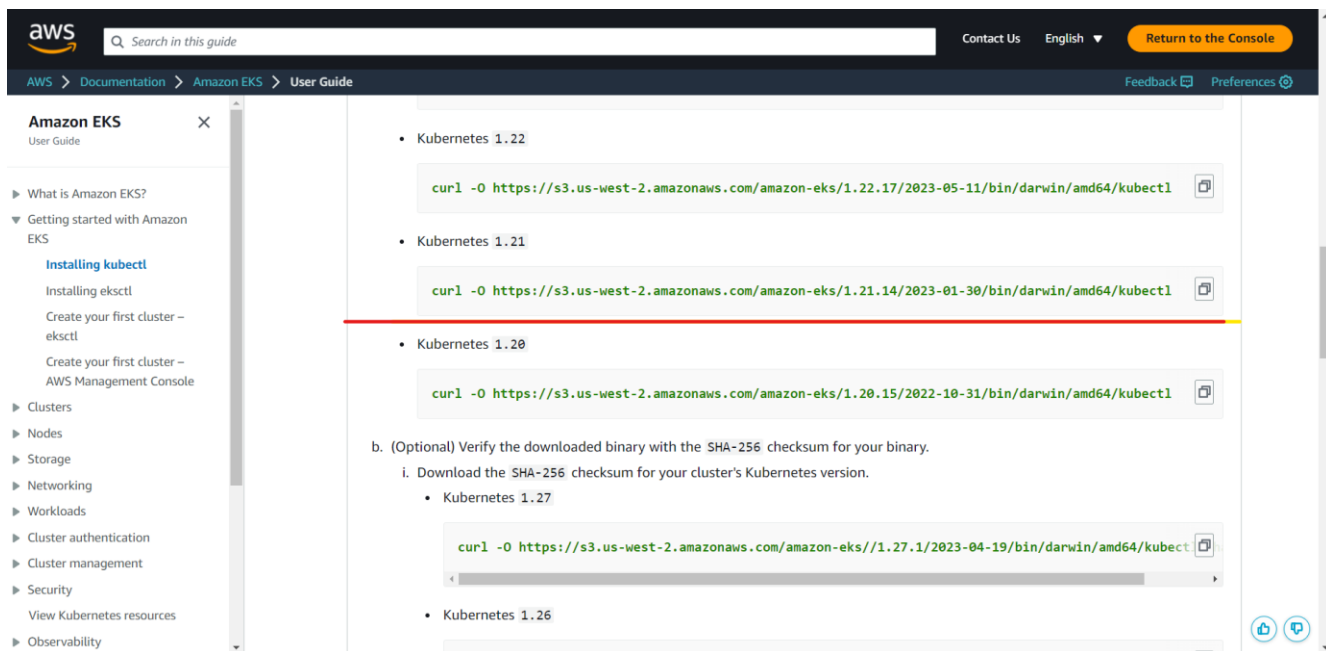 aws
Search in this guide
Contact Us
English
Return to the Console
AWS > Documentation > Amazon EKS > User Guide
Feedback
Preferences
Amazon EKS
User Guide
What is Amazon EKS?
Getting started with Amazon
EKS
Installing kubectl
Installing eksctl
Create your first cluster –
eksctl
Create your first cluster –
AWS Management Console
Clusters
Nodes
Storage
Networking
Workloads
Cluster authentication
Cluster management
Security
View Kubernetes resources
Observability
• Kubernetes 1.22
curl -O https://s3.us-west-2.amazonaws.com/amazon-eks/1.22.17/2023-05-11/bin/darwin/amd64/kubectl
• Kubernetes 1.21
curl -O https://s3.us-west-2.amazonaws.com/amazon-eks/1.21.14/2023-01-30/bin/darwin/amd64/kubectl
• Kubernetes 1.20
curl -O https://s3.us-west-2.amazonaws.com/amazon-eks/1.20.15/2022-10-31/bin/darwin/amd64/kubectl
b. (Optional) Verify the downloaded binary with the SHA-256 checksum for your binary.
i. Download the SHA-256 checksum for your cluster's Kubernetes version.
• Kubernetes 1.27
curl -O https://s3.us-west-2.amazonaws.com/amazon-eks//1.27.1/2023-04-19/bin/darwin/amd64/kubect
• Kubernetes 1.26